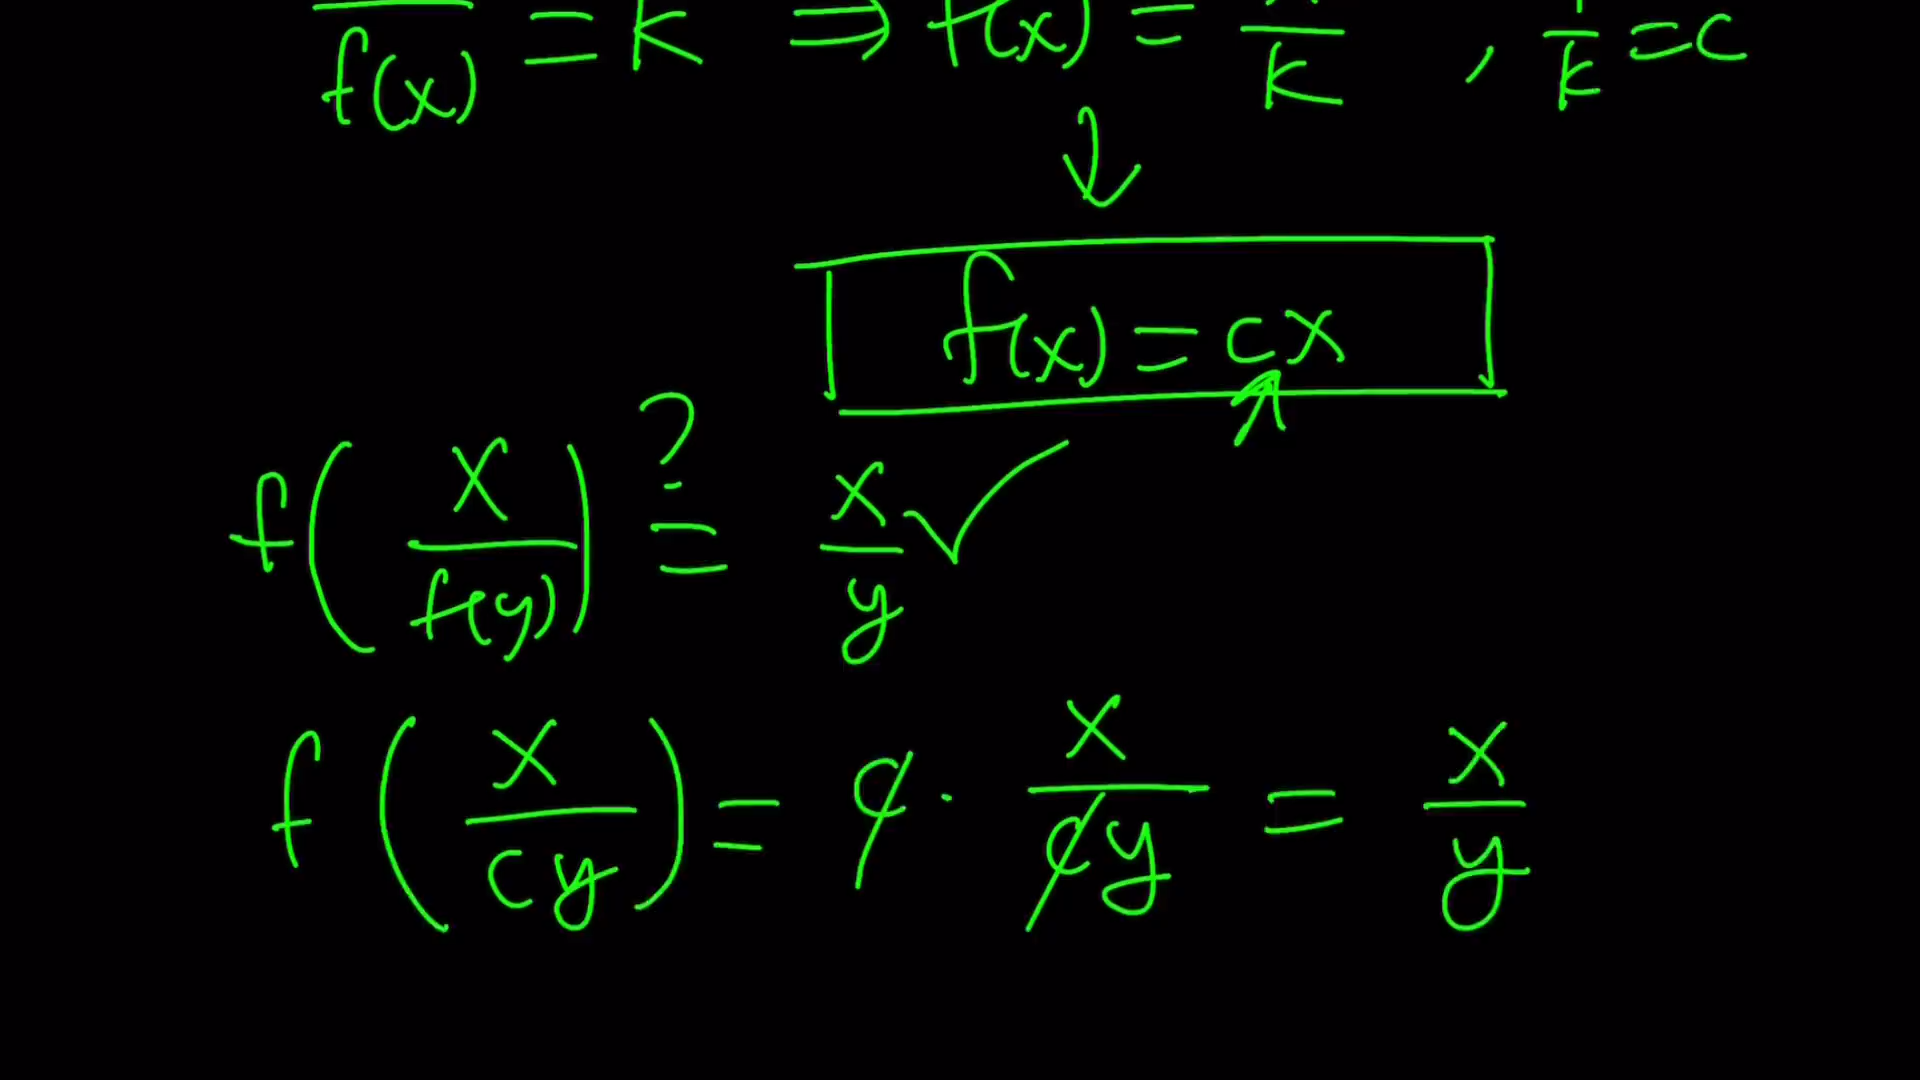 x/f(x) = k ⇒ f(x) = x/k , 1/k = c
↓
f(x) = cx
f(x/f(y)) ?= x/y ✓
f(x/cy) = c · x/cy = x/y